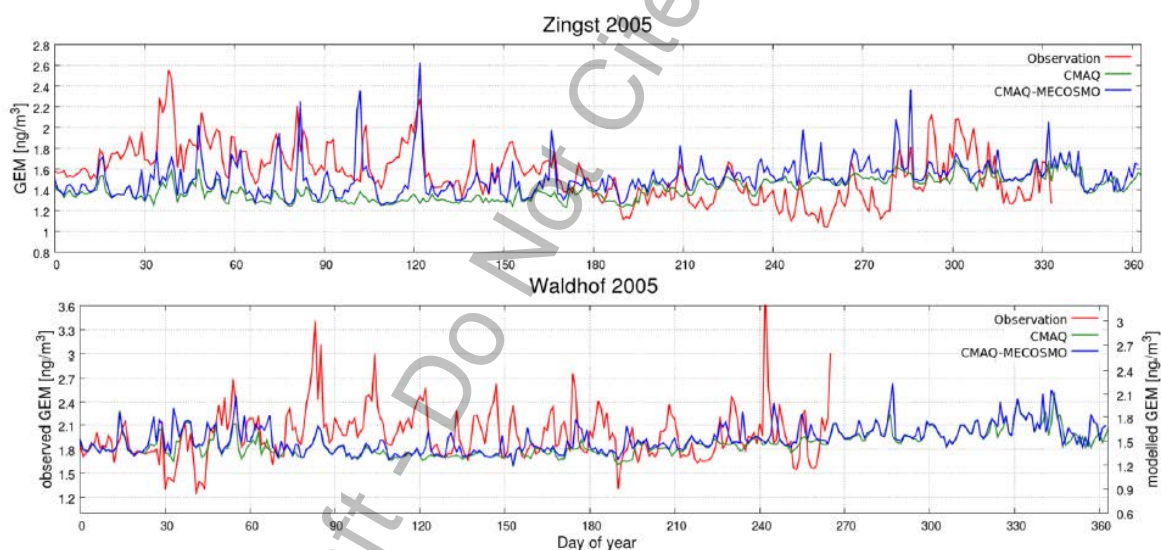 Zingst 2005
GEM [ng/m³]
2.8
2.6
2.4
2.2
2
1.8
1.6
1.4
1.2
1
0.8
Observation
CMAQ
CMAQ-MECOSMO
0 30 60 90 120 150 180 210 240 270 300 330 360
Waldhof 2005
observed GEM [ng/m³]
3.6
3.3
3
2.7
2.4
2.1
1.8
1.5
1.2
Observation
CMAQ
CMAQ-MECOSMO
3
2.7
2.4
2.1
1.8
1.5
1.2
0.9
0.6
modelled GEM [ng/m³]
0 30 60 90 120 150 180 210 240 270 300 330 360
Day of year
ft - Do Not Cite